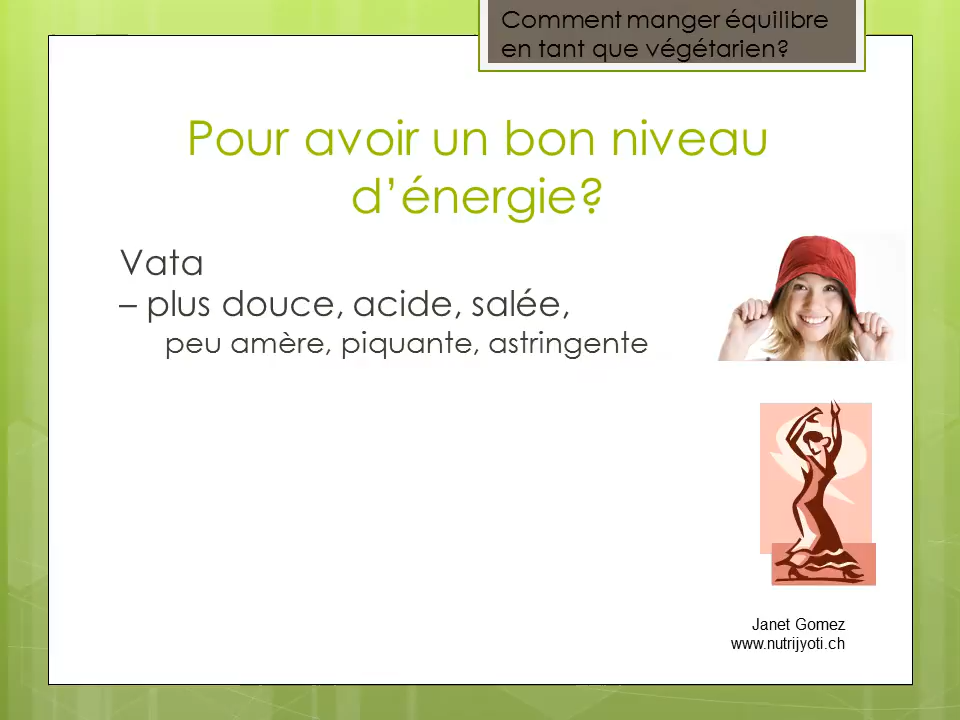 Comment manger équilibre
en tant que végétarien?
Pour avoir un bon niveau
d’énergie?
Vata
– plus douce, acide, salée,
peu amère, piquante, astringente
Janet Gomez
www.nutrijyoti.ch